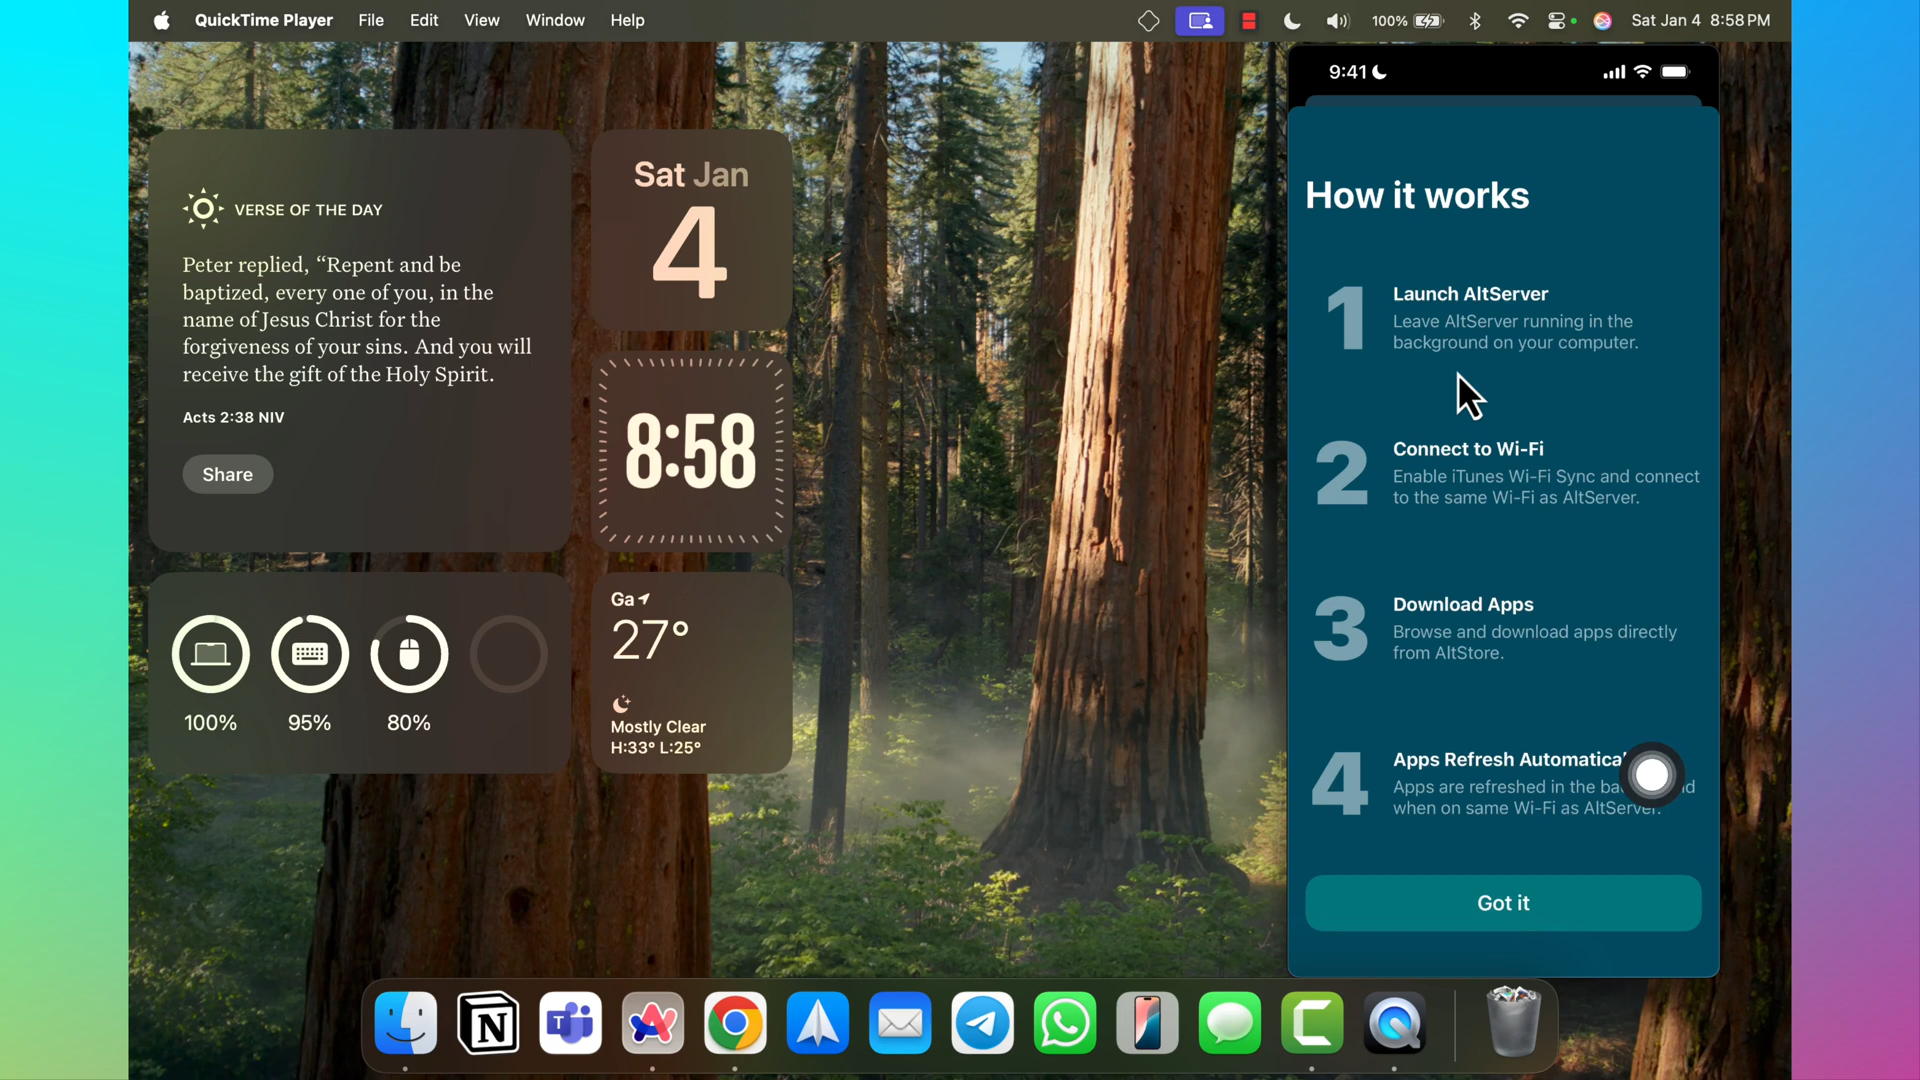 QuickTime Player File Edit View Window Help
100% Sat Jan 4 8:58 PM
VERSE OF THE DAY
Peter replied, “Repent and be
baptized, every one of you, in the
name of Jesus Christ for the
forgiveness of your sins. And you will
receive the gift of the Holy Spirit.
Acts 2:38 NIV
Share
Sat Jan
4
8:58
100% 95% 80%
Ga
27°
Mostly Clear
H:33° L:25°
9:41
How it works
1
Launch AltServer
Leave AltServer running in the
background on your computer.
2
Connect to Wi-Fi
Enable iTunes Wi-Fi Sync and connect
to the same Wi-Fi as AltServer.
3
Download Apps
Browse and download apps directly
from AltStore.
4
Apps Refresh
Apps are refreshed in the
when on same Wi-Fi as AltServer.
Got it